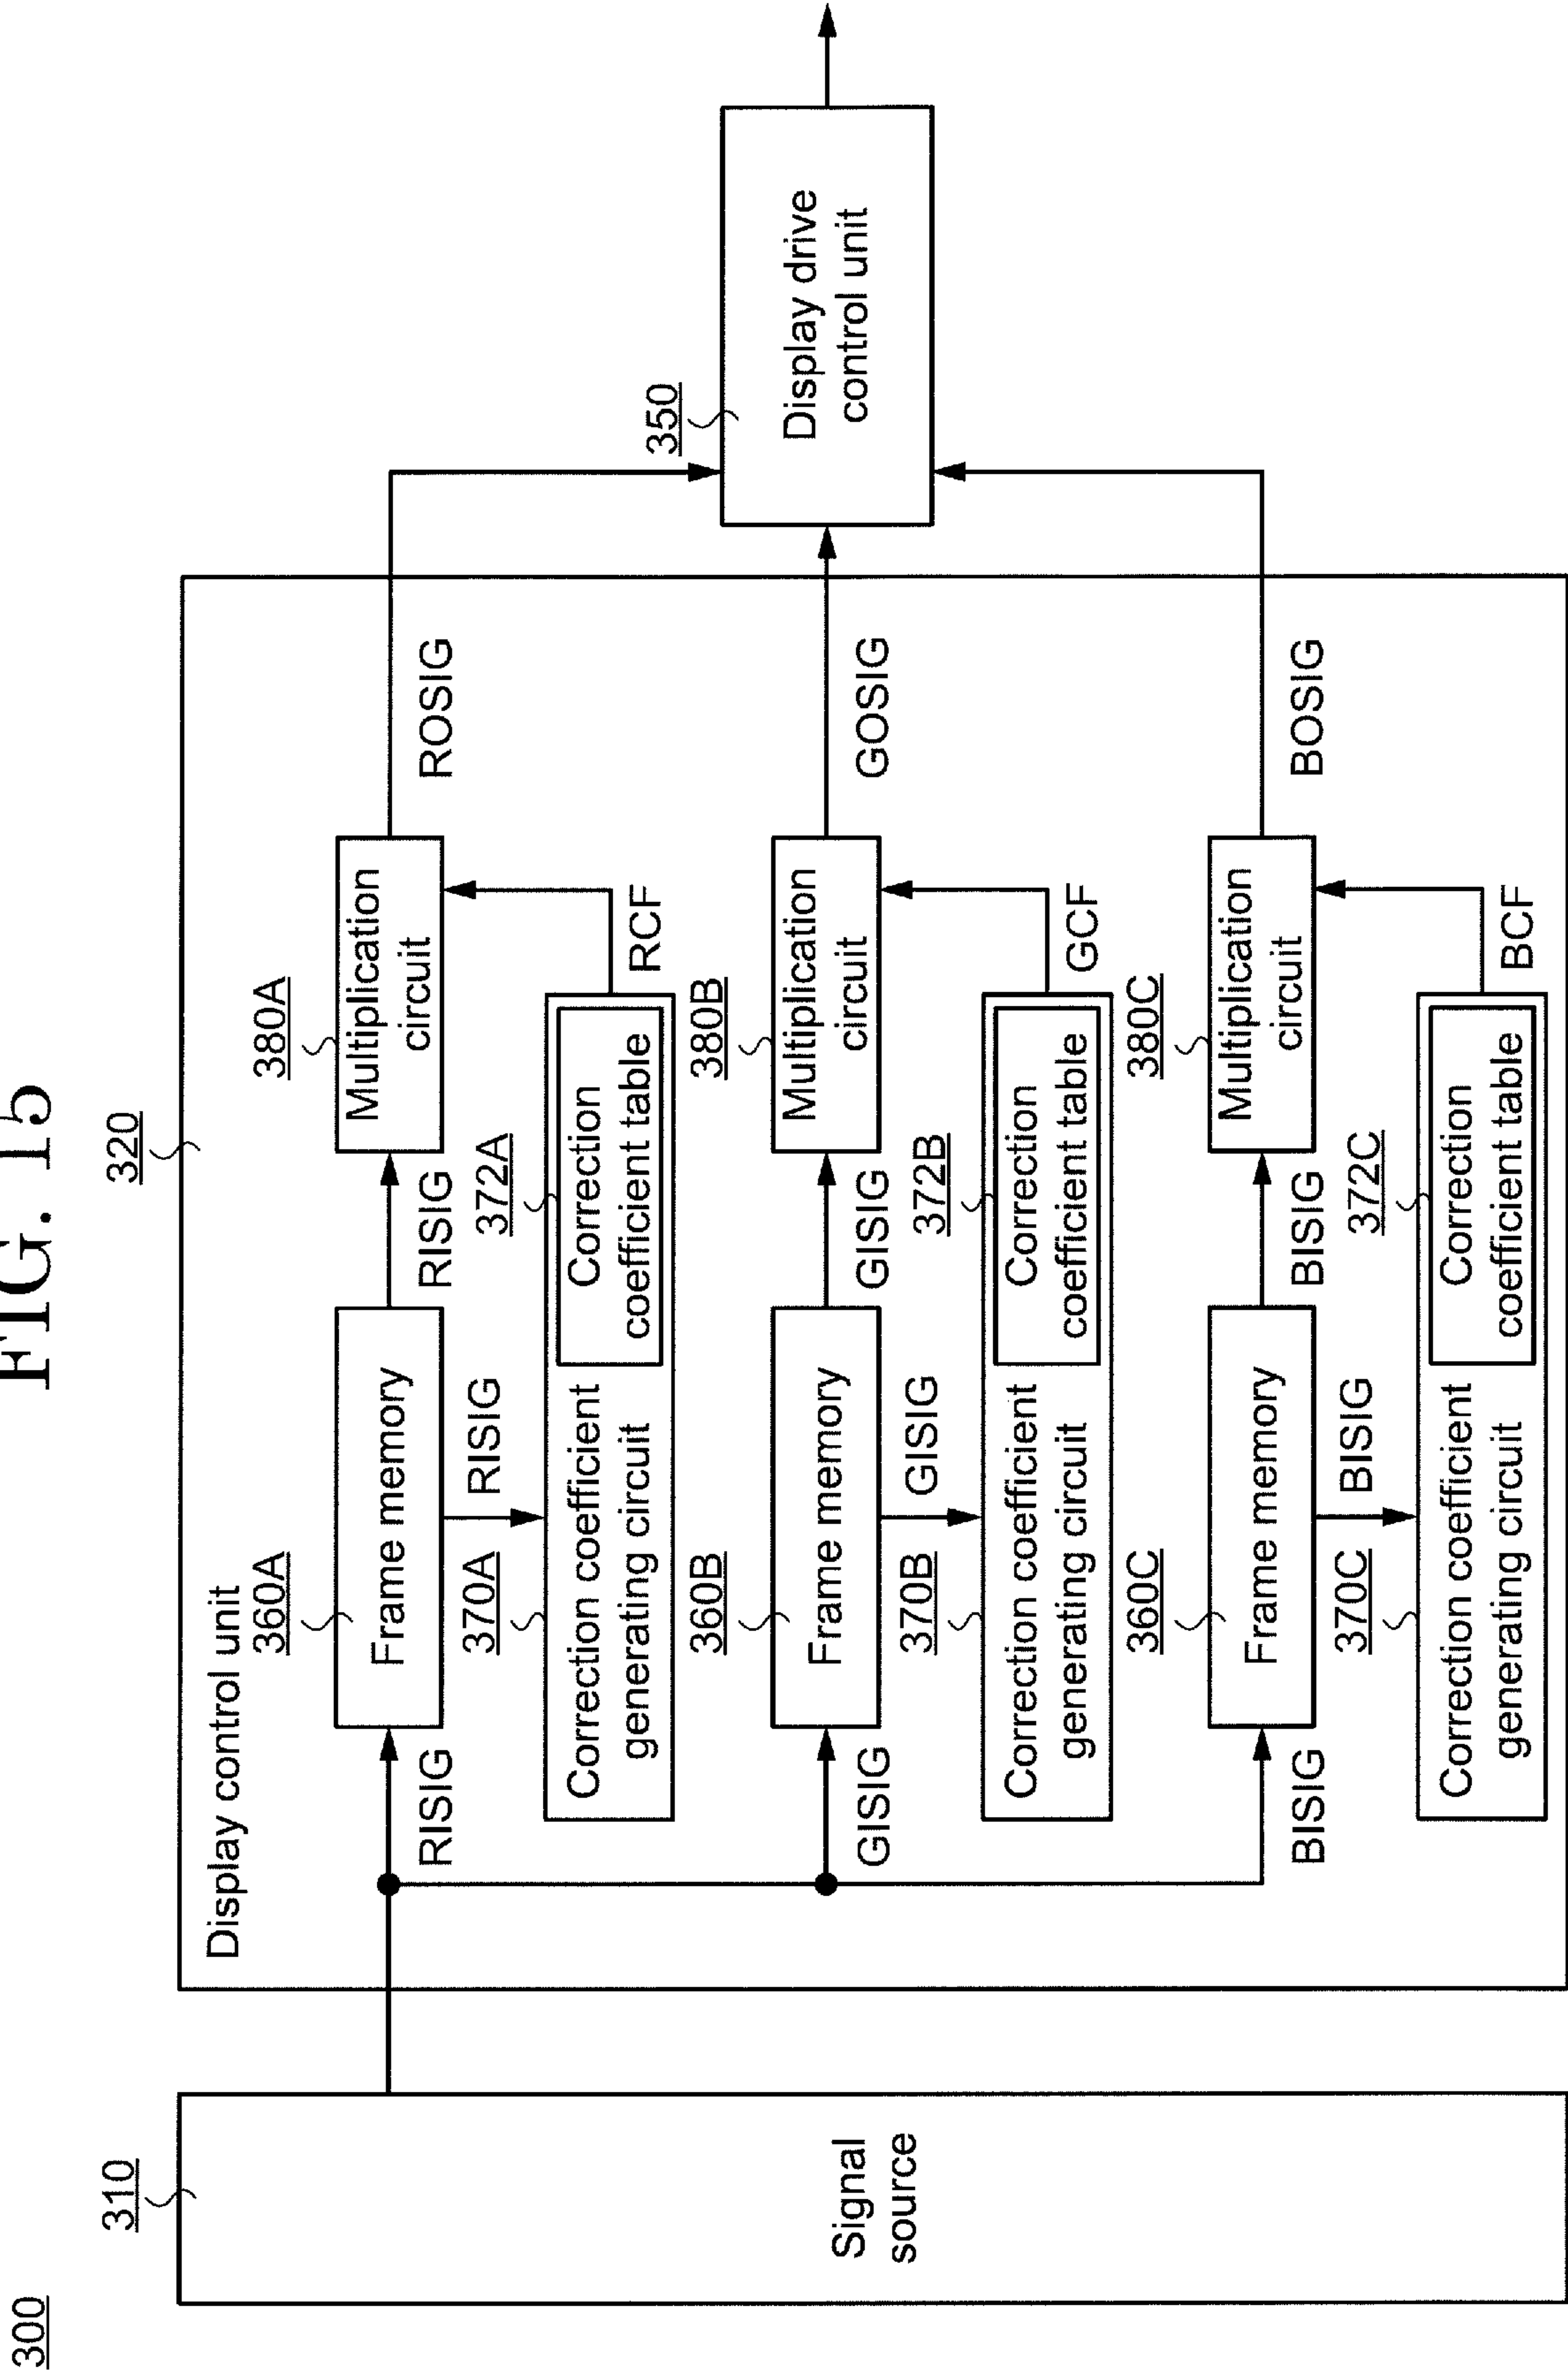 FIG. 15
300
310
Signal
source
320
Display control unit
RISIG
360A
Frame memory
RISIG
380A
Multiplication
circuit
ROSIG
RISIG
370A
Correction coefficient
generating circuit
372A
Correction
coefficient table
RCF
GISIG
360B
Frame memory
GISIG
380B
Multiplication
circuit
GOSIG
GISIG
370B
Correction coefficient
generating circuit
372B
Correction
coefficient table
GCF
BISIG
360C
Frame memory
BISIG
380C
Multiplication
circuit
BOSIG
BISIG
370C
Correction coefficient
generating circuit
372C
Correction
coefficient table
BCF
350
Display drive
control unit